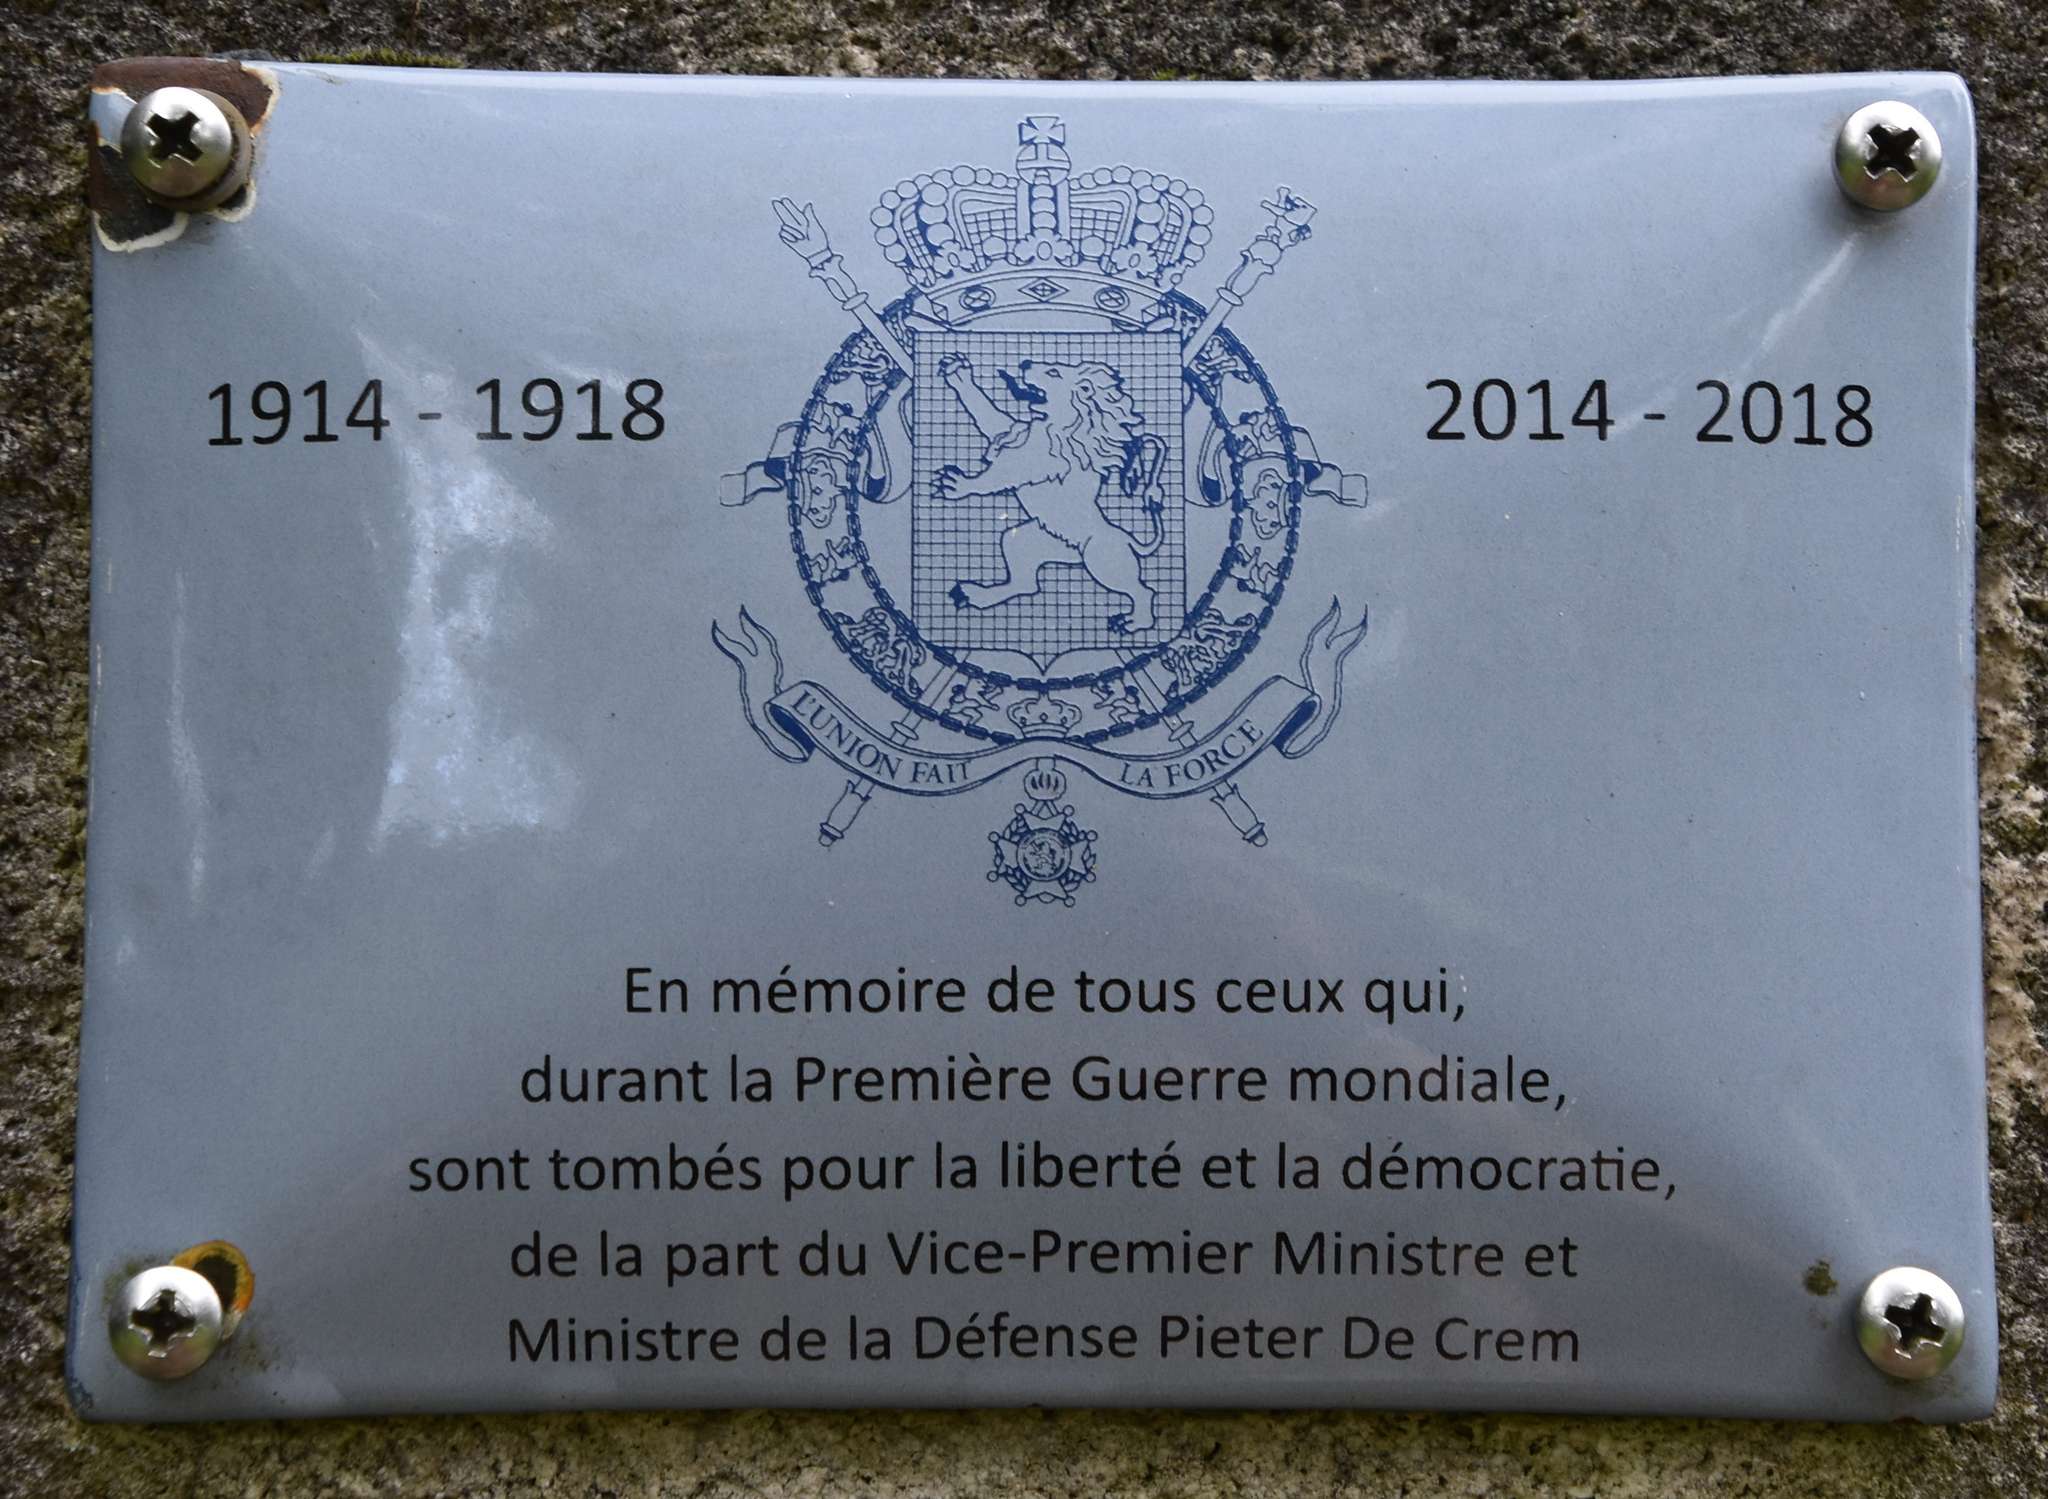 1914 - 1918
2014 - 2018
L'UNION FAIT LA FORCE
En mémoire de tous ceux qui,
durant la Première Guerre mondiale,
sont tombés pour la liberté et la démocratie,
de la part du Vice-Premier Ministre et
Ministre de la Défense Pieter De Crem